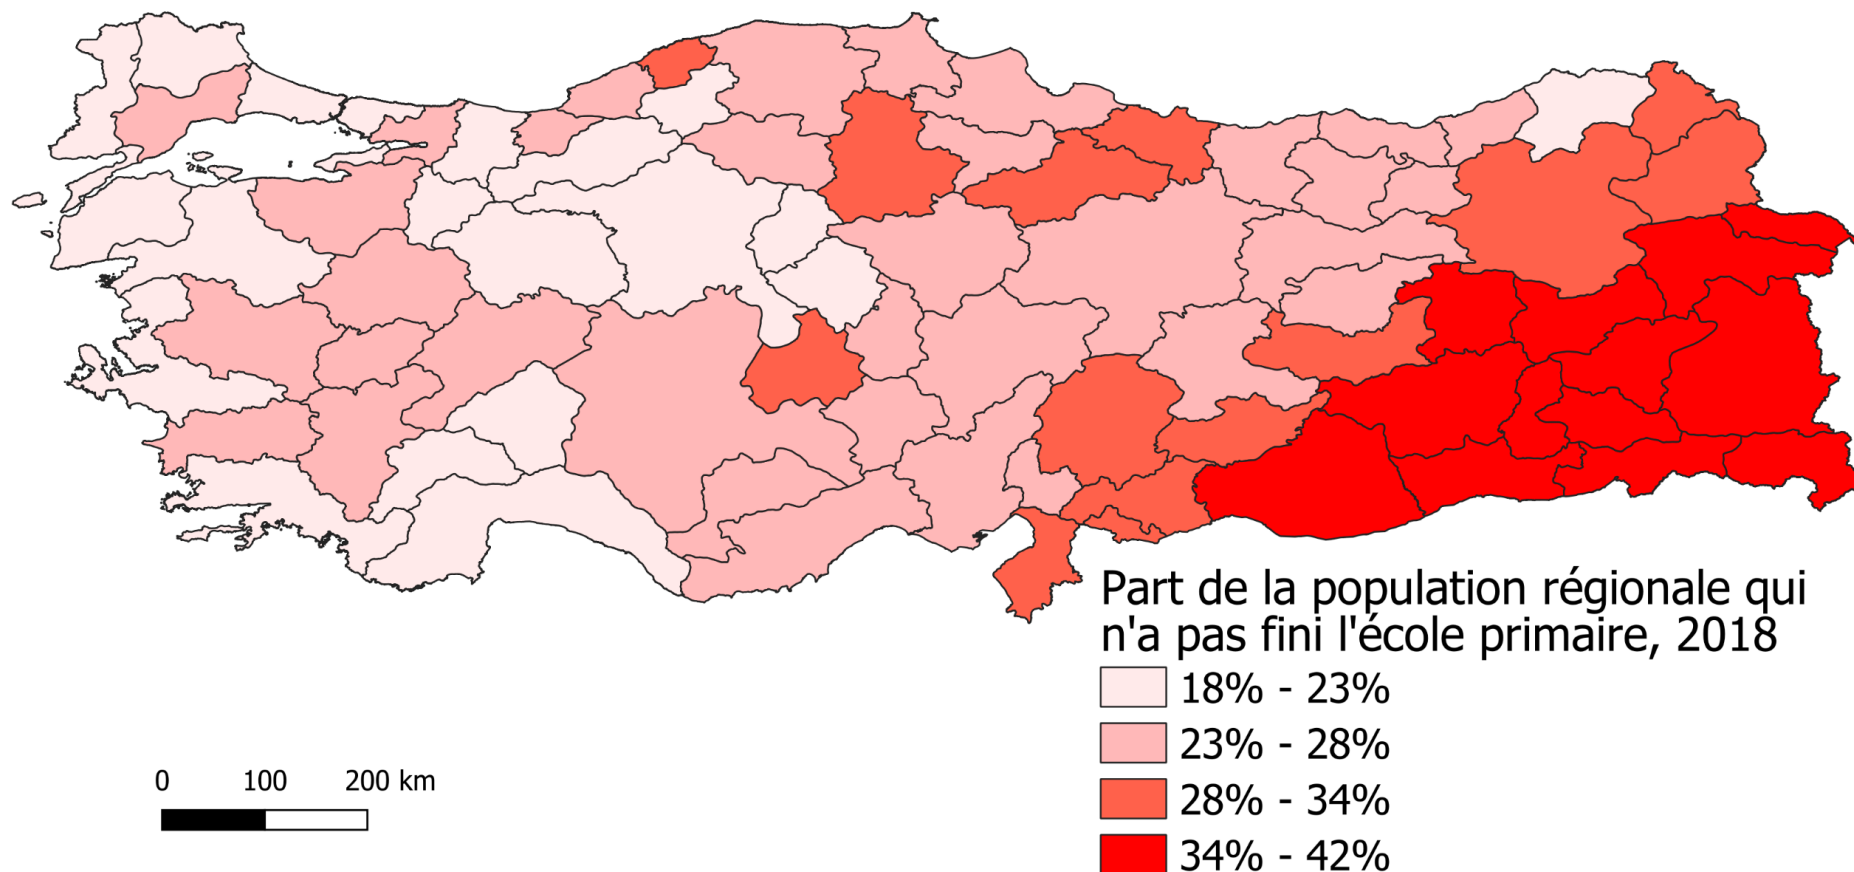 Part de la population régionale qui
n'a pas fini l'école primaire, 2018
18% - 23%
23% - 28%
28% - 34%
34% - 42%
0 100 200 km